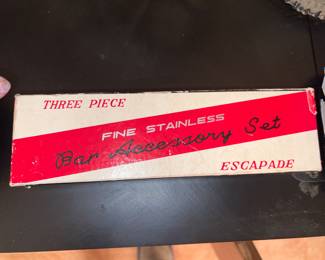 THREE PIECE
FINE STAINLESS
Bar Accessory Set
ESCAPADE